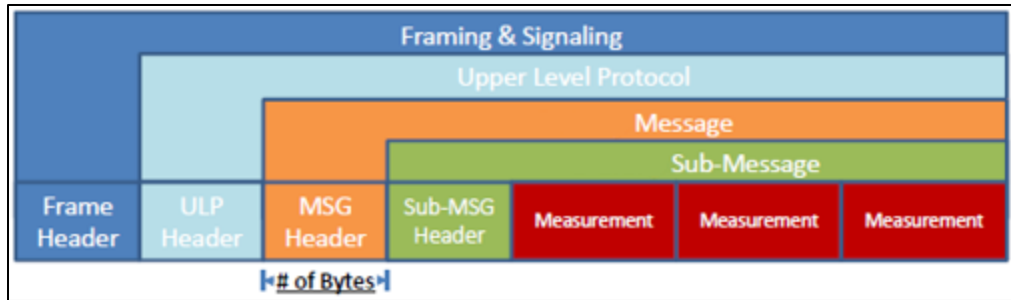 Framing & Signaling
Upper Level Protocol
Message
Sub-Message
Frame
Header
ULP
Header
MSG
Header
Sub-MSG
Header
Measurement
Measurement
Measurement
# of Bytes